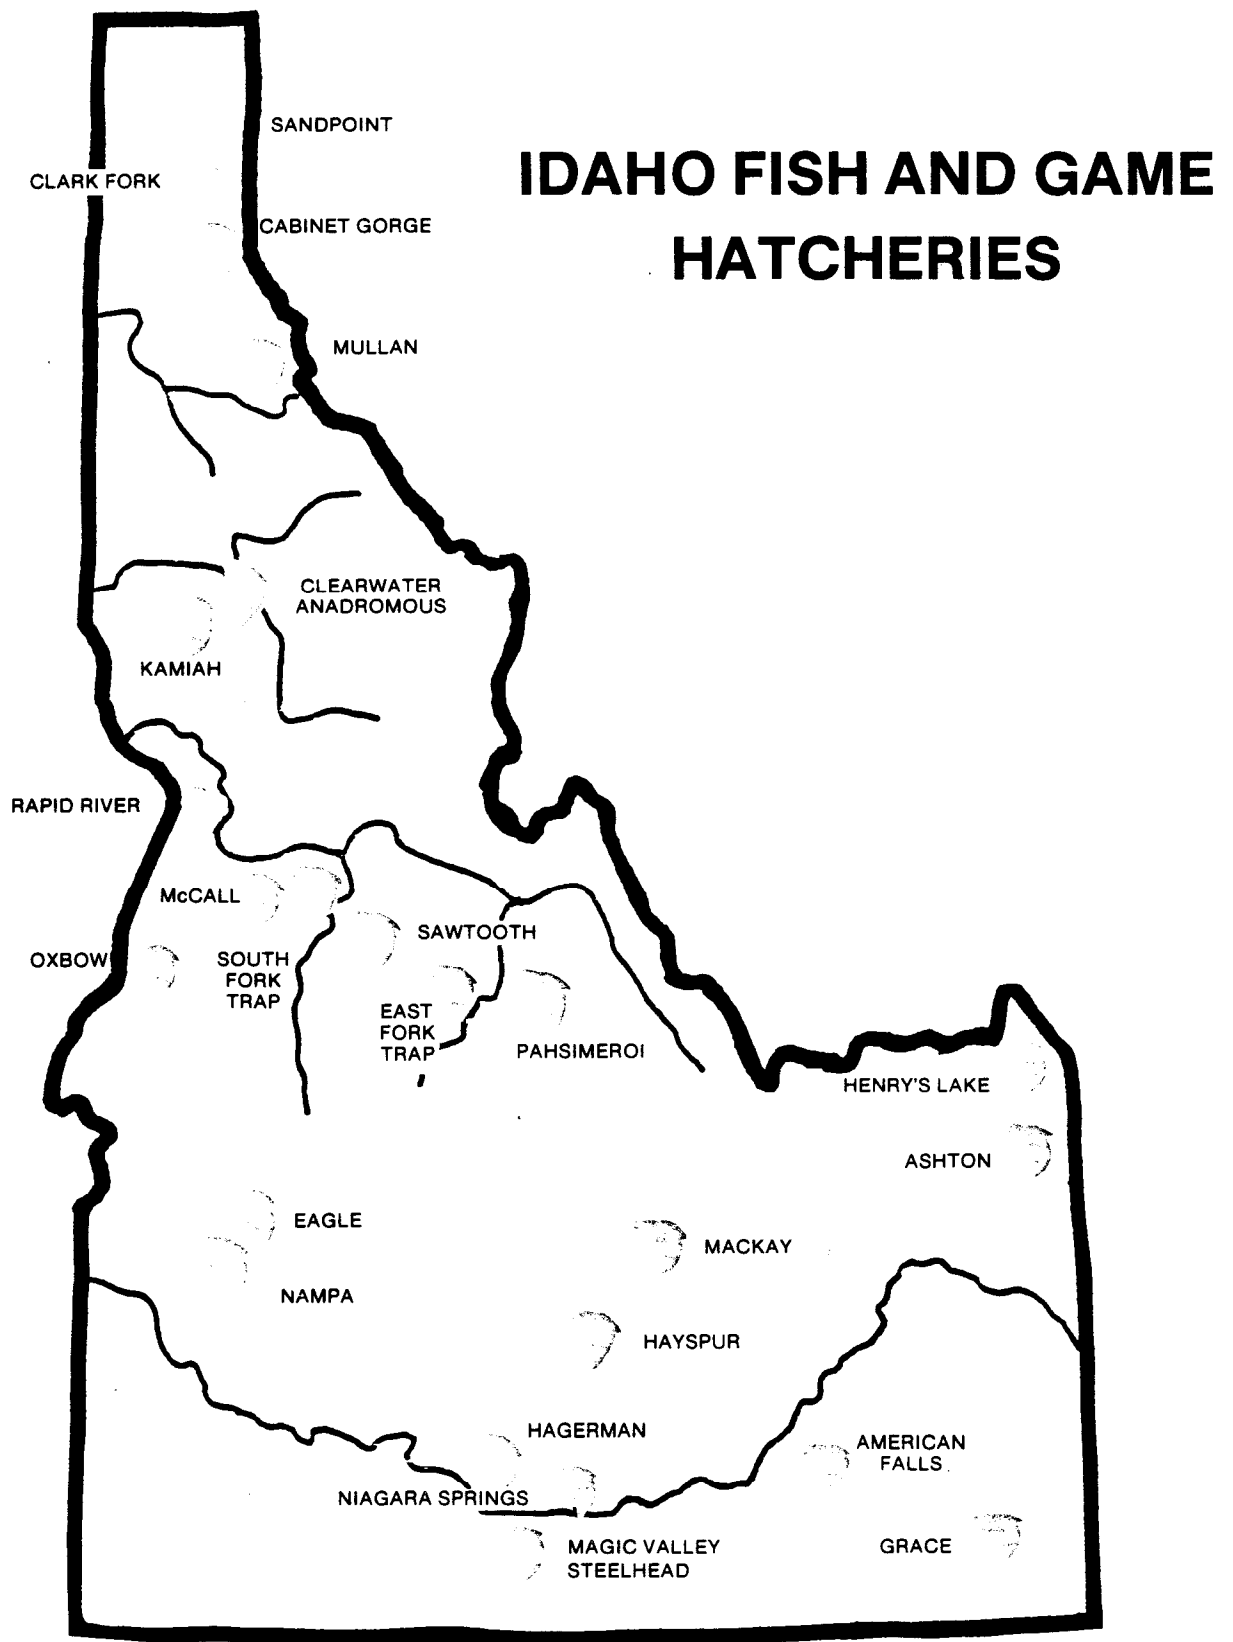 IDAHO FISH AND GAME
HATCHERIES
SANDPOINT
CLARK FORK
CABINET GORGE
MULLAN
CLEARWATER
ANADROMOUS
KAMIAH
RAPID RIVER
McCALL
SAWTOOTH
OXBOW
SOUTH
FORK
TRAP
EAST
FORK
TRAP
PAHSIMEROI
HENRY'S LAKE
ASHTON
EAGLE
MACKAY
NAMPA
HAYSPUR
HAGERMAN
AMERICAN
FALLS
NIAGARA SPRINGS
MAGIC VALLEY
STEELHEAD
GRACE